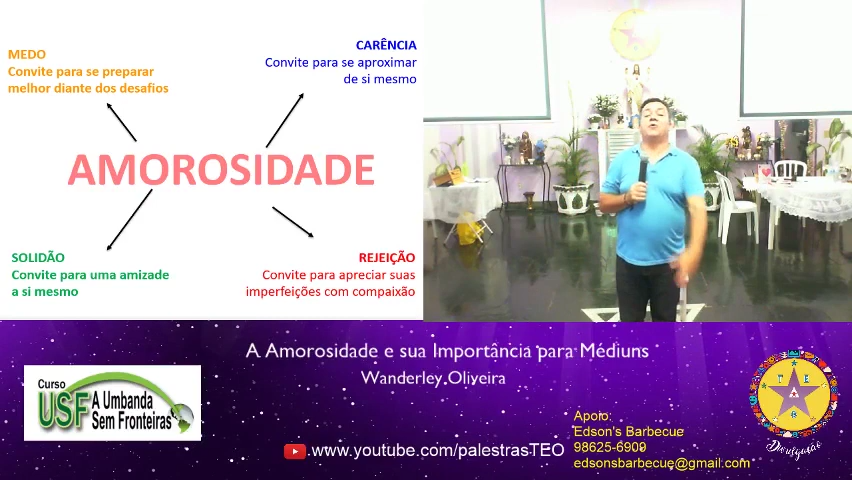 MEDO
Convite para se preparar
melhor diante dos desafios
CARÊNCIA
Convite para se aproximar
de si mesmo
AMOROSIDADE
SOLIDÃO
Convite para uma amizade
a si mesmo
REJEIÇÃO
Convite para apreciar suas
imperfeições com compaixão
A Amorosidade e sua Importância para Médiuns
Wanderley Oliveira
Curso
USF A Umbanda
Sem Fronteiras
www.youtube.com/palestrasTEO
Apoio:
Edson's Barbecue
98625-6909
edsonsbarbecue@gmail.com
Divulgação